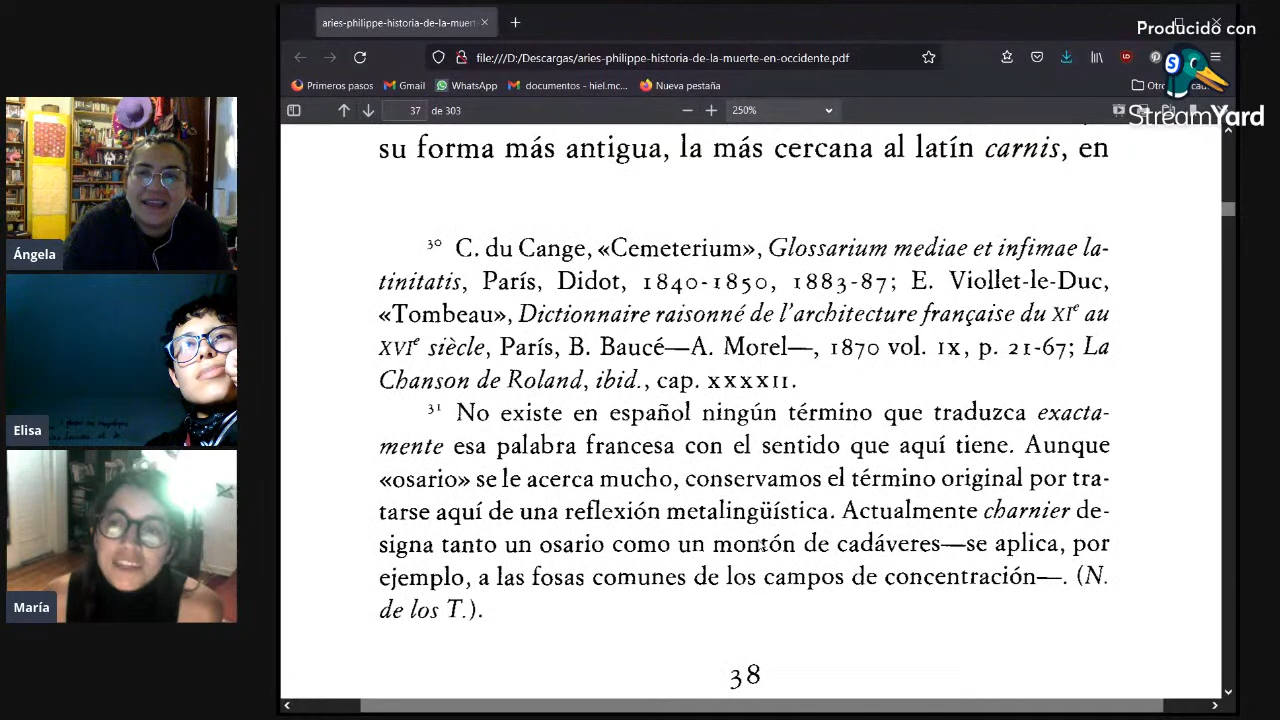 aries-philippe-historia-de-la-muert
Producido con
file:///D:/Descargas/aries-philippe-historia-de-la-muerte-en-occidente.pdf
Primeros pasos
Gmail
WhatsApp
documentos - hiel.mc...
Nueva pestaña
37 de 303
250%
StreamYard
su forma más antigua, la más cercana al latín carnis, en
³⁰ C. du Cange, «Cemeterium», Glossarium mediae et infimae la-
tinitatis, París, Didot, 1840-1850, 1883-87; E. Viollet-le-Duc,
«Tombeau», Dictionnaire raisonné de l'architecture française du XIᵉ au
XVIᵉ siècle, París, B. Baucé—A. Morel—, 1870 vol. IX, p. 21-67; La
Chanson de Roland, ibid., cap. XXXXII.
³¹ No existe en español ningún término que traduzca exacta-
mente esa palabra francesa con el sentido que aquí tiene. Aunque
«osario» se le acerca mucho, conservamos el término original por tra-
tarse aquí de una reflexión metalingüística. Actualmente charnier de-
signa tanto un osario como un montón de cadáveres—se aplica, por
ejemplo, a las fosas comunes de los campos de concentración—. (N.
de los T.).
38
Ángela
Elisa
María